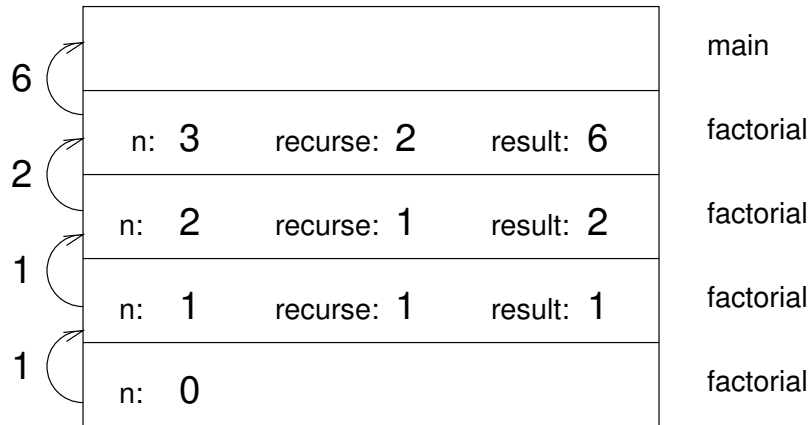 main
6
n: 3 recurse: 2 result: 6 factorial
2
n: 2 recurse: 1 result: 2 factorial
1
n: 1 recurse: 1 result: 1 factorial
1
n: 0 factorial